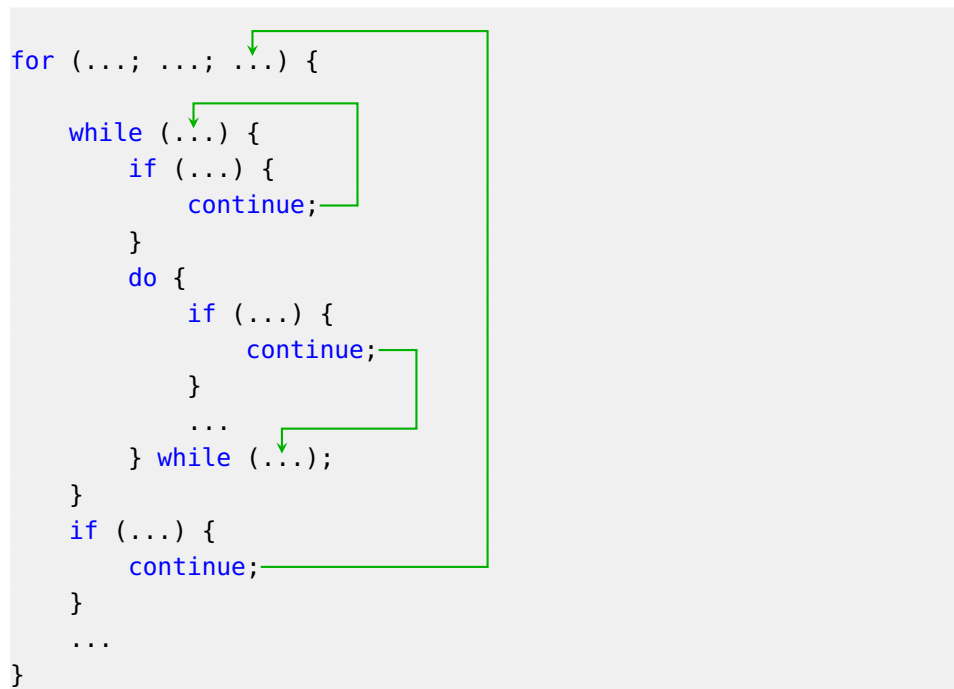 for (...; ...; ...) {
    while (...) {
        if (...) {
            continue;
        }
        do {
            if (...) {
                continue;
            }
            ...
        } while (...);
    }
    if (...) {
        continue;
    }
    ...
}